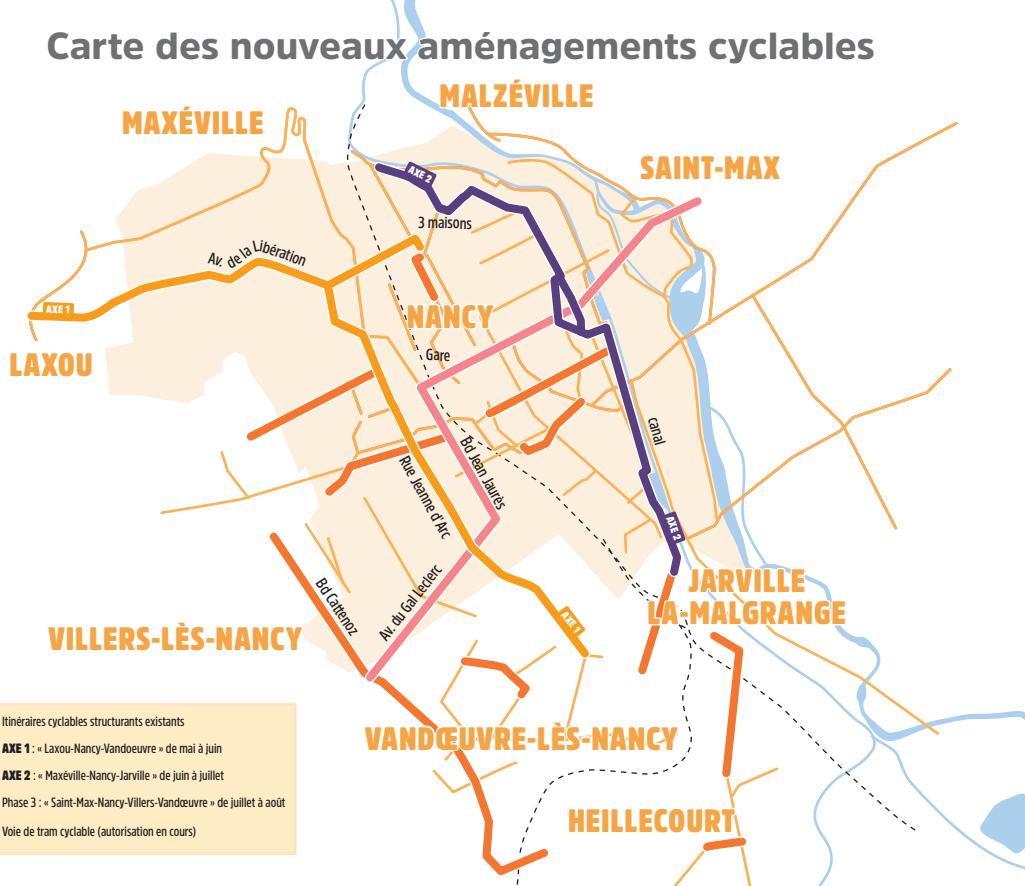 Carte des nouveaux aménagements cyclables
MALZÉVILLE
MAXÉVILLE
SAINT-MAX
AXE 2
3 maisons
Av. de la Libération
AXE 1
NANCY
Gare
LAXOU
canal
Bd Jean Jaurès
Rue Jeanne d'Arc
AXE 2
Bd Cattenoz
Av. du Gal Leclerc
AXE 1
JARVILLE
LA-MALGRANGE
VILLERS-LÈS-NANCY
VANDŒUVRE-LÈS-NANCY
HEILLECOURT
Itinéraires cyclables structurants existants
AXE 1 : « Laxou-Nancy-Vandoeuvre » de mai à juin
AXE 2 : « Maxéville-Nancy-Jarville » de juin à juillet
Phase 3 : « Saint-Max-Nancy-Villers-Vandœuvre » de juillet à août
Voie de tram cyclable (autorisation en cours)